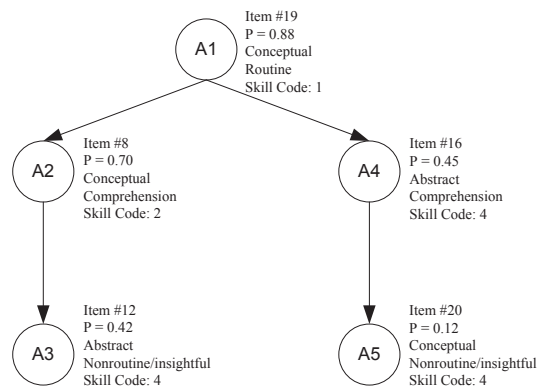 A1
Item #19
P = 0.88
Conceptual
Routine
Skill Code: 1
A2
Item #8
P = 0.70
Conceptual
Comprehension
Skill Code: 2
A4
Item #16
P = 0.45
Abstract
Comprehension
Skill Code: 4
A3
Item #12
P = 0.42
Abstract
Nonroutine/insightful
Skill Code: 4
A5
Item #20
P = 0.12
Conceptual
Nonroutine/insightful
Skill Code: 4